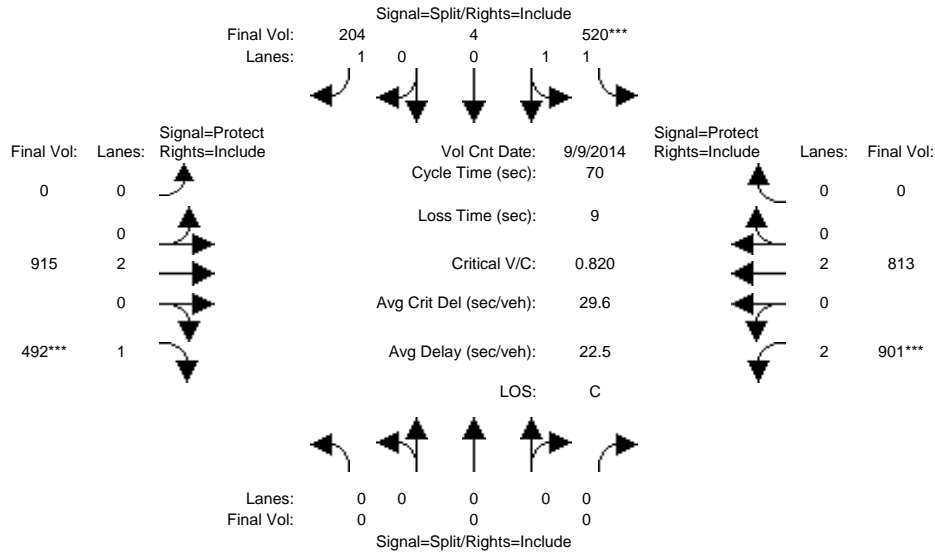 Signal=Split/Rights=Include
Final Vol: 204 4 520***
Lanes: 1 0 0 1 1
Signal=Protect Signal=Protect
Final Vol: Lanes: Rights=Include Vol Cnt Date: 9/9/2014 Rights=Include Lanes: Final Vol:
Cycle Time (sec): 70
0 0 0 0
Loss Time (sec): 9
0 0
915 2 Critical V/C: 0.820 2 813
0 Avg Crit Del (sec/veh): 29.6 0
492*** 1 Avg Delay (sec/veh): 22.5 2 901***
LOS: C
Lanes: 0 0 0 0 0
Final Vol: 0 0 0
Signal=Split/Rights=Include